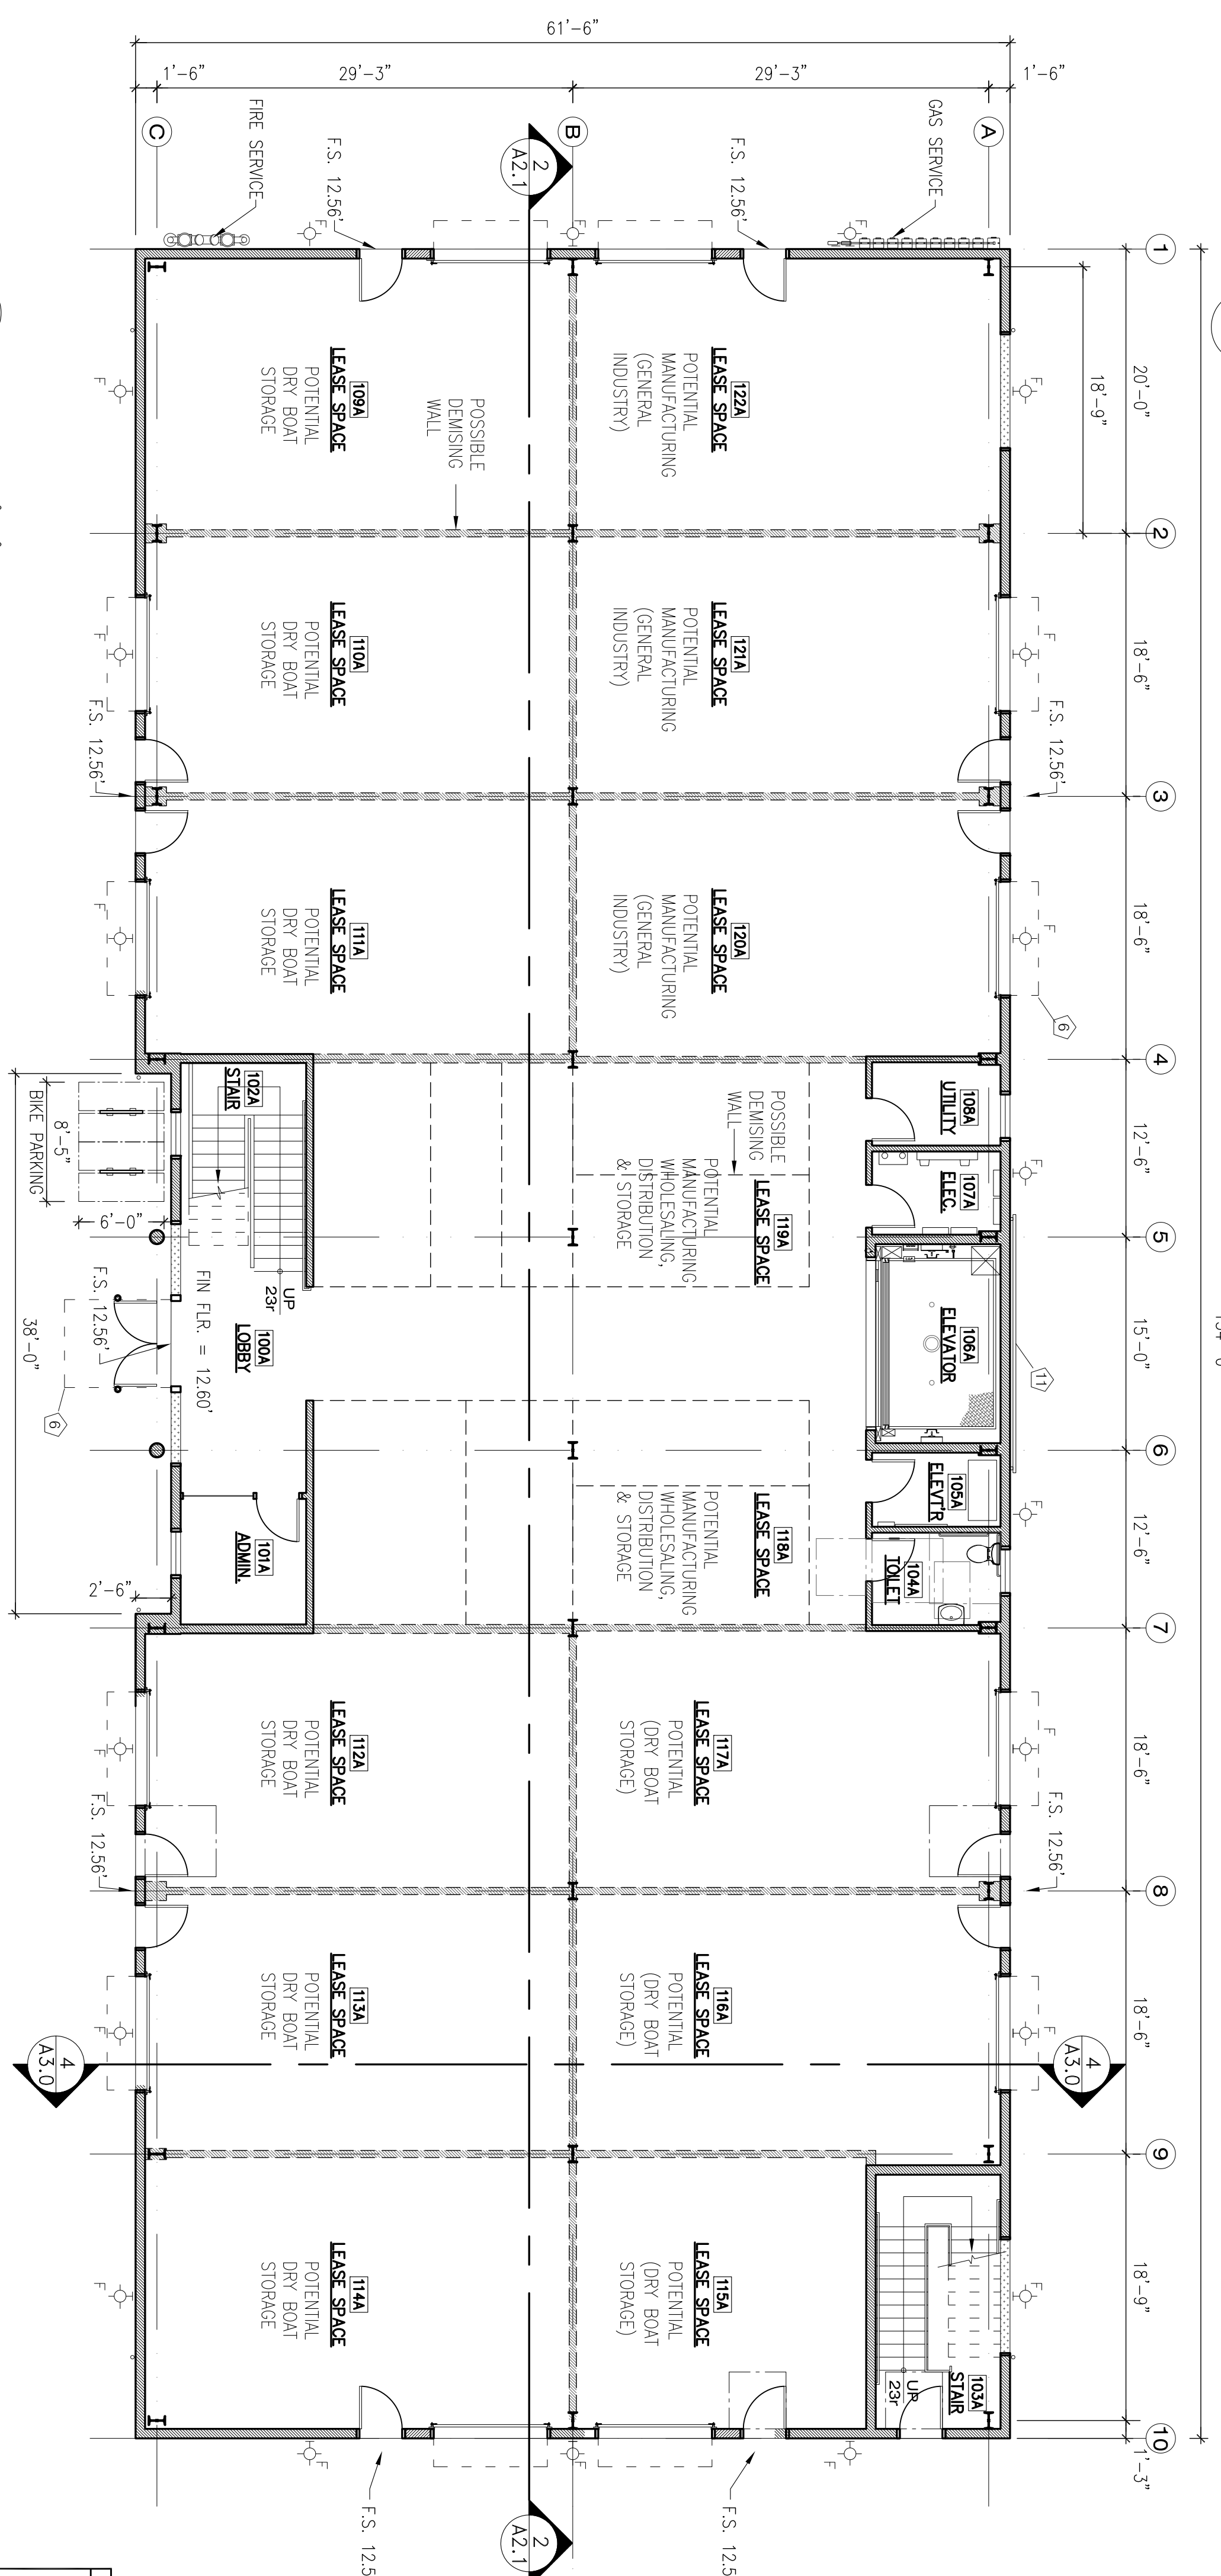 61'-6"
1'-6"
29'-3"
29'-3"
1'-6"
C
B
A
FIRE SERVICE
F.S. 12.56'
2
A2.1
F.S. 12.56'
GAS SERVICE
F
F
F
1
20'-0"
18'-9"
F
F
109A
LEASE SPACE
POTENTIAL
DRY BOAT
STORAGE
122A
LEASE SPACE
POTENTIAL
MANUFACTURING
(GENERAL
INDUSTRY)
POSSIBLE
DEMISING
WALL
2
18'-6"
F
F
110A
LEASE SPACE
POTENTIAL
DRY BOAT
STORAGE
121A
LEASE SPACE
POTENTIAL
MANUFACTURING
(GENERAL
INDUSTRY)
F.S. 12.56'
F.S. 12.56'
3
18'-6"
F
F
111A
LEASE SPACE
POTENTIAL
DRY BOAT
STORAGE
120A
LEASE SPACE
POTENTIAL
MANUFACTURING
(GENERAL
INDUSTRY)
6
4
12'-6"
102A
STAIR
UP
23r
8'-5"
BIKE PARKING
6'-0"
POSSIBLE
DEMISING
WALL
119A
LEASE SPACE
POTENTIAL
MANUFACTURING
WHOLESALING,
DISTRIBUTION
& STORAGE
108A
UTILITY
107A
ELEC.
F
5
15'-0"
38'-0"
F.S. 12.56'
FIN FLR. = 12.60'
100A
LOBBY
6
106A
ELEVATOR
11
6
12'-6"
101A
ADMIN.
2'-6"
118A
LEASE SPACE
POTENTIAL
MANUFACTURING
WHOLESALING,
DISTRIBUTION
& STORAGE
105A
ELEVT'R
104A
TOILET
F
7
18'-6"
F
F
112A
LEASE SPACE
POTENTIAL
DRY BOAT
STORAGE
117A
LEASE SPACE
POTENTIAL
(DRY BOAT
STORAGE)
F.S. 12.56'
F.S. 12.56'
8
18'-6"
F
F
113A
LEASE SPACE
POTENTIAL
DRY BOAT
STORAGE
116A
LEASE SPACE
POTENTIAL
(DRY BOAT
STORAGE)
4
A3.0
4
A3.0
9
18'-9"
F
F
114A
LEASE SPACE
POTENTIAL
DRY BOAT
STORAGE
115A
LEASE SPACE
POTENTIAL
(DRY BOAT
STORAGE)
103A
STAIR
UP
23r
10
1'-3"
F
F
F
F.S. 12.5
2
A2.1
F.S. 12.5